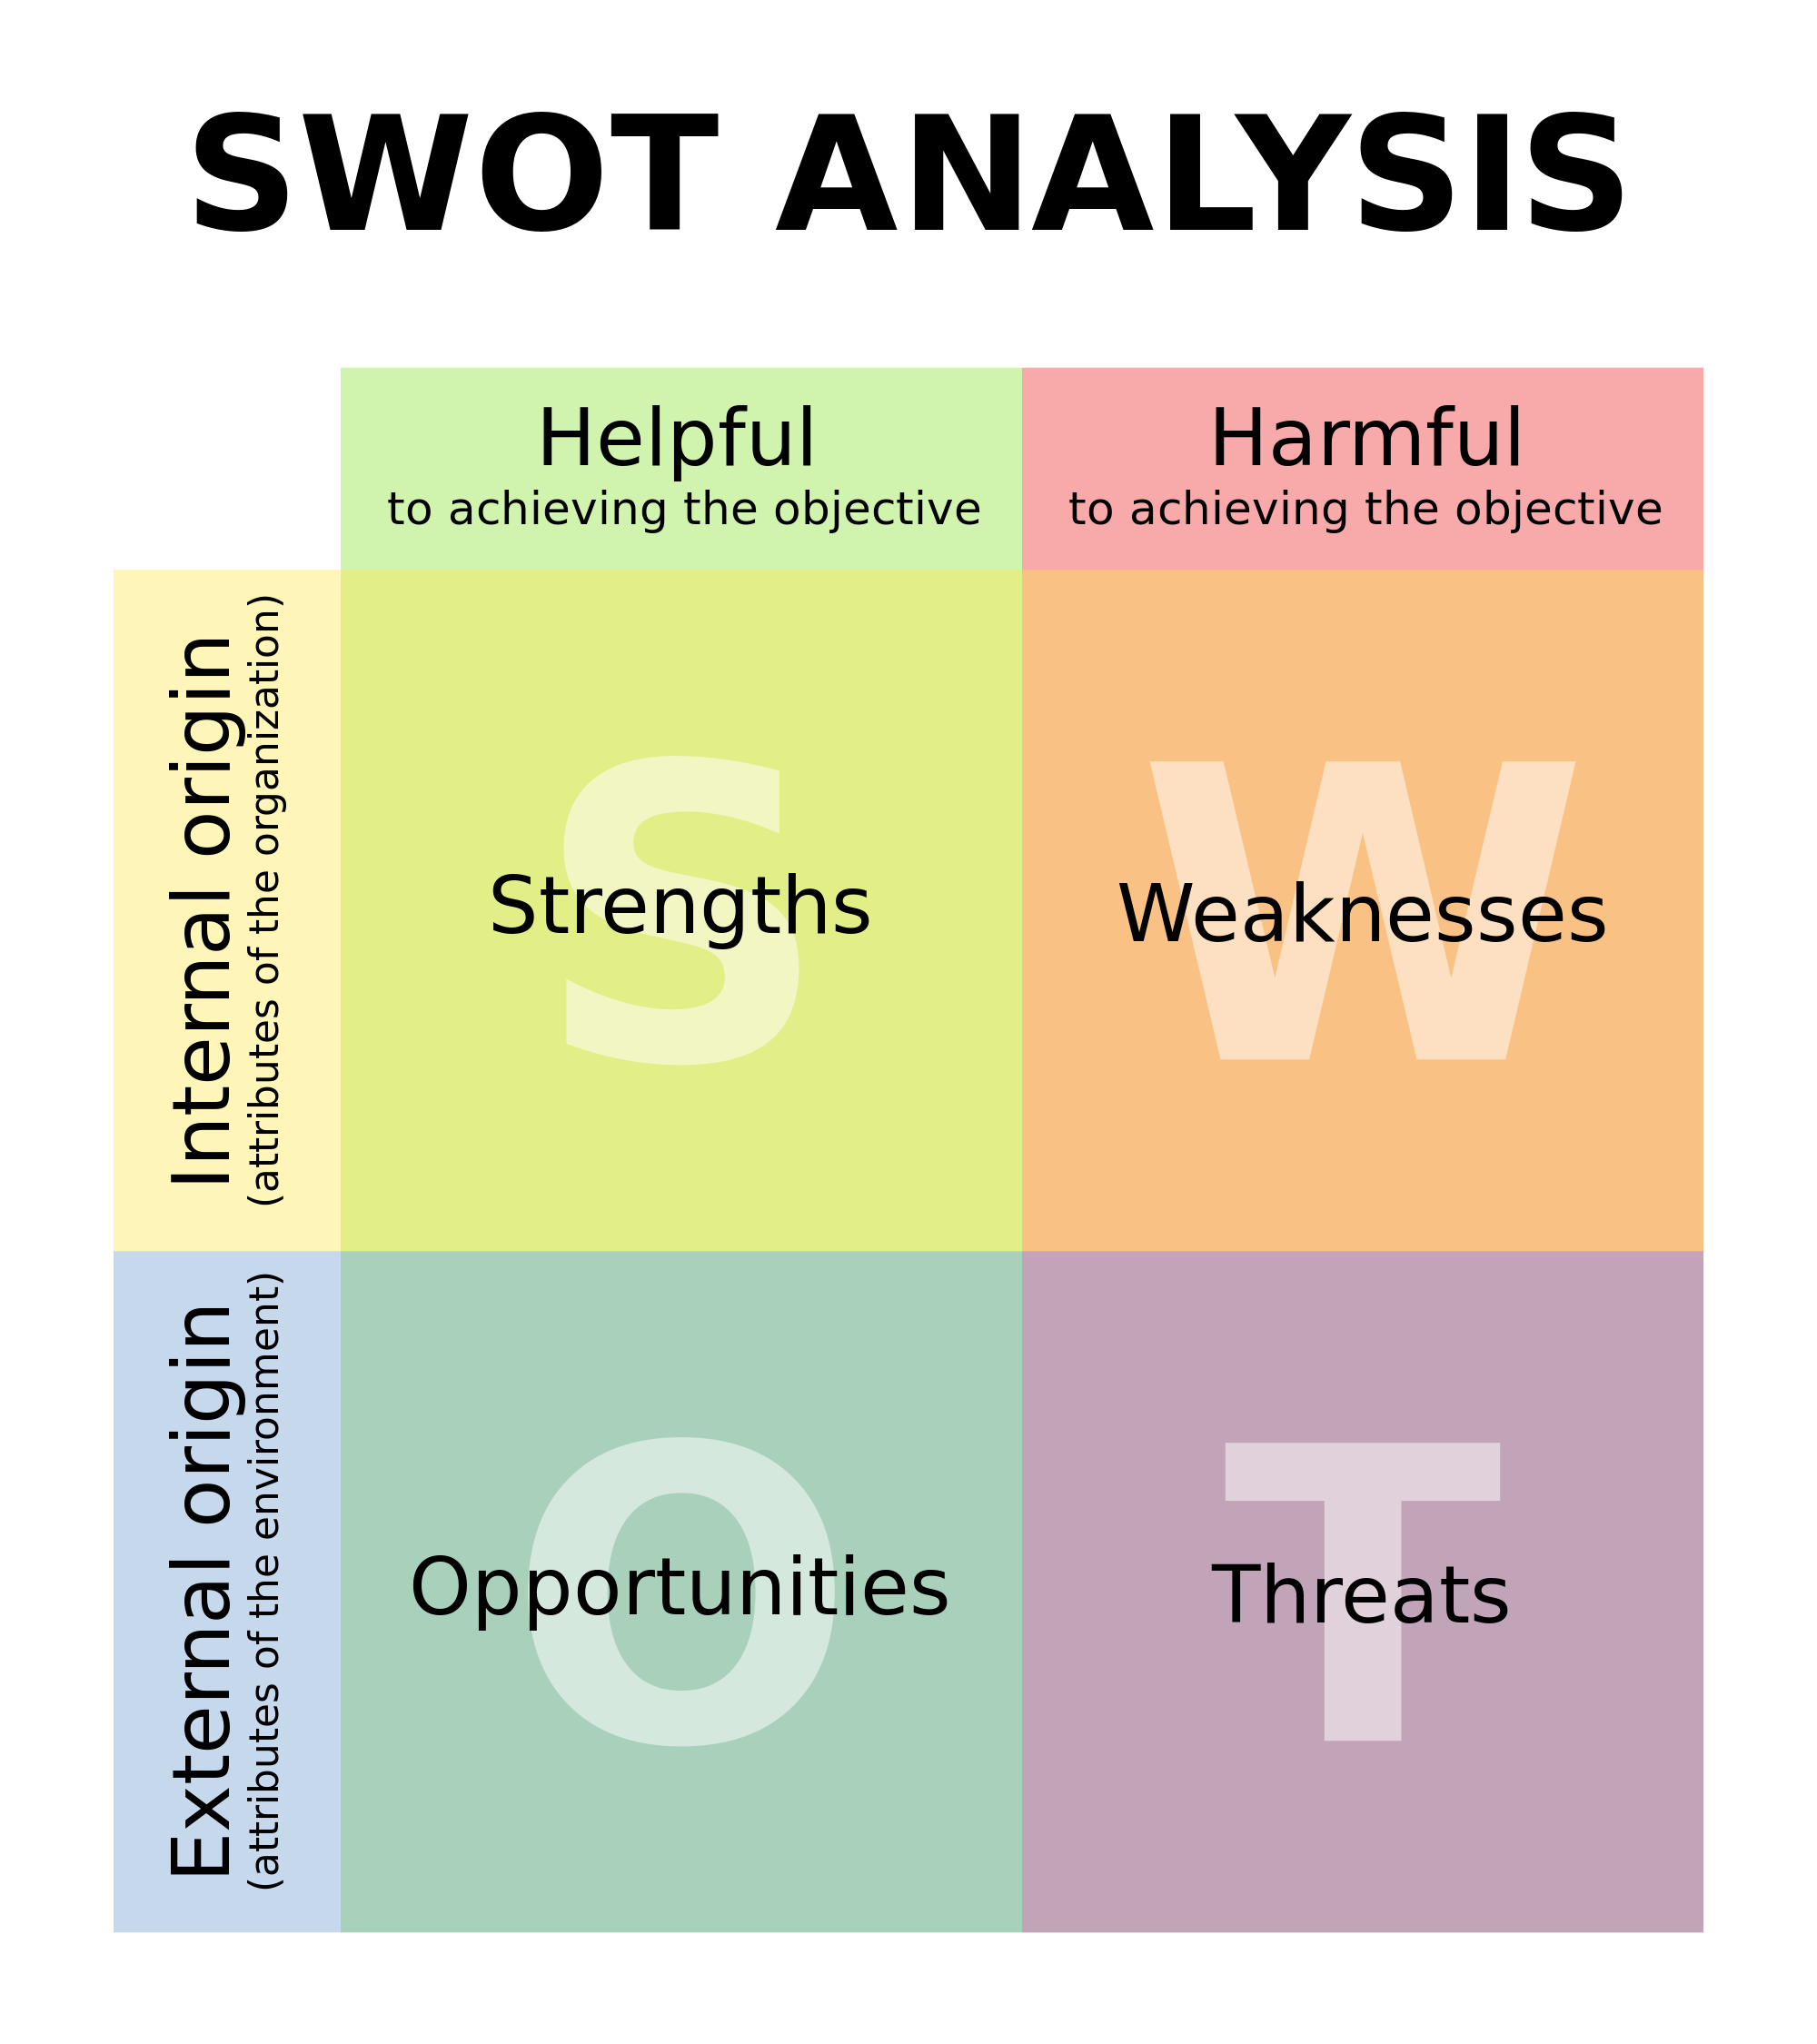 SWOT ANALYSIS
Helpful
to achieving the objective
Harmful
to achieving the objective
Internal origin
(attributes of the organization)
S
Strengths
W
Weaknesses
External origin
(attributes of the environment)
O
Opportunities
T
Threats